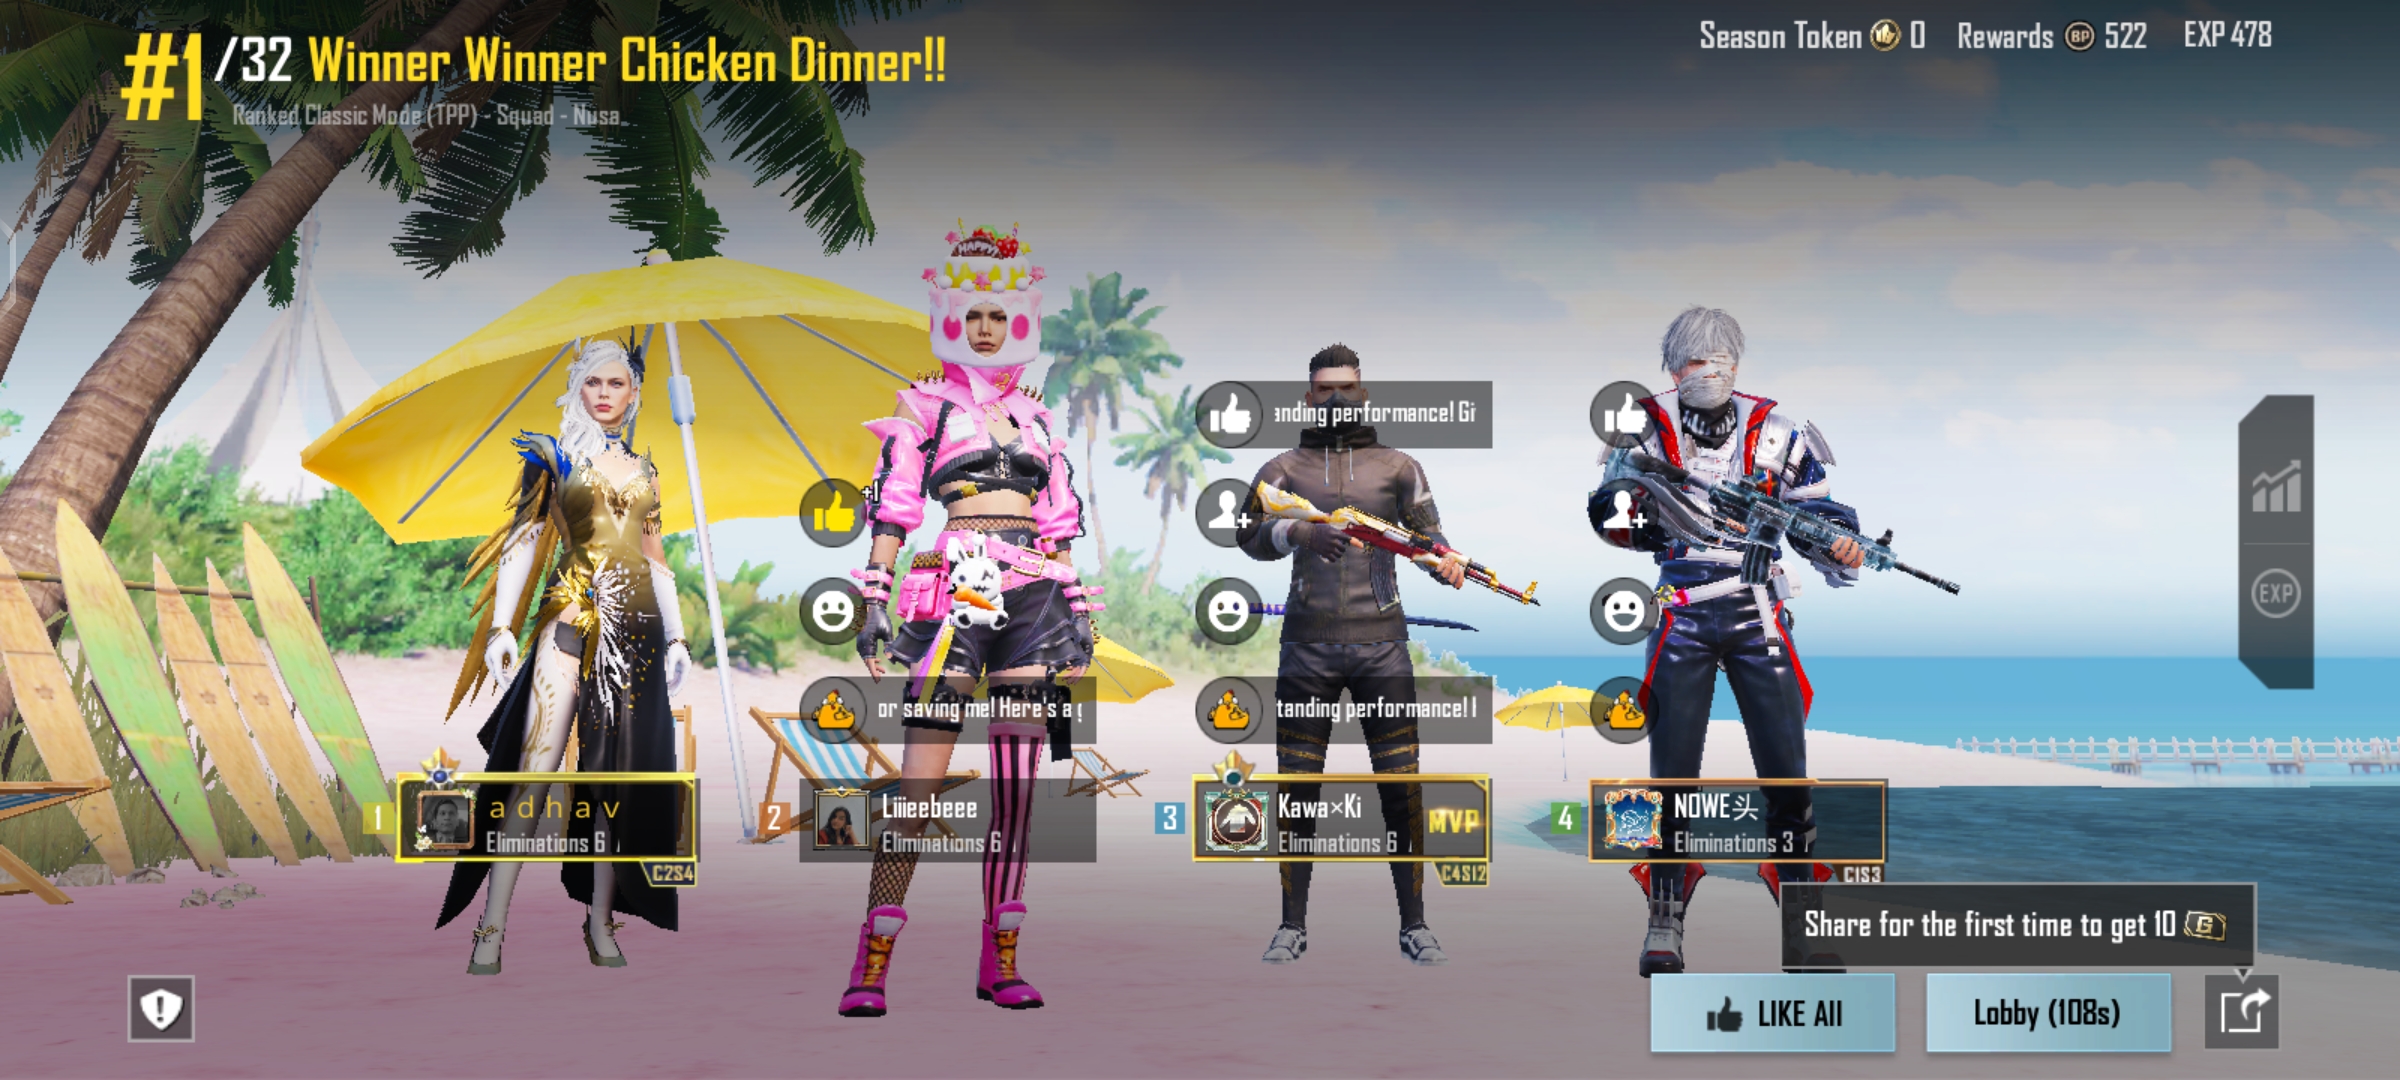 #1/32 Winner Winner Chicken Dinner!!
Ranked Classic Mode (TPP) - Squad - Nusa
Season Token 0 Rewards BP 522 EXP 478
HAPPY
anding performance! Gi
+1
EXP
or saving me! Here's a g
tanding performance! I
1 a d h a v
Eliminations 6
C2S4
2 Liiieebeee
Eliminations 6
3 Kawa×Ki
Eliminations 6
MVP
C4S12
4 NOWE头
Eliminations 3
C1S3
Share for the first time to get 10 G
LIKE All
Lobby (108s)